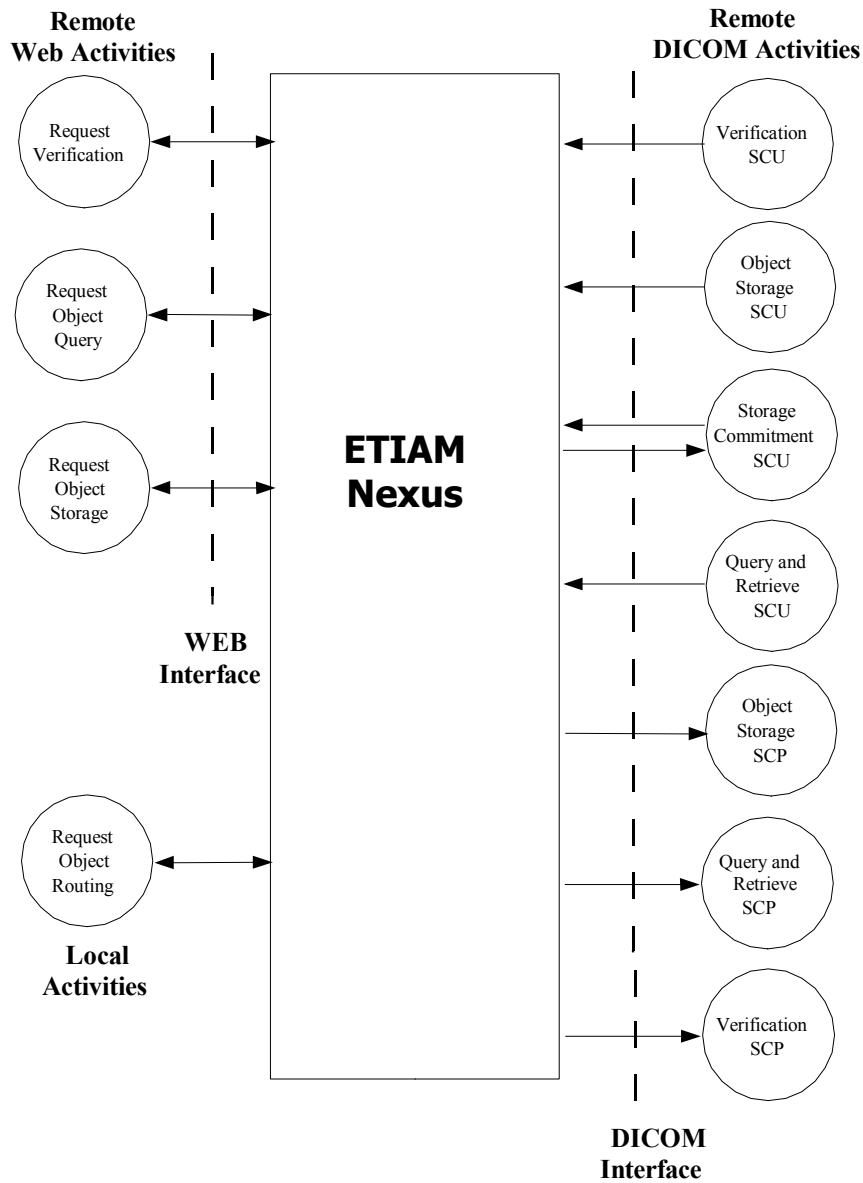 Remote
Web Activities
Request
Verification
Request
Object
Query
Request
Object
Storage
WEB
Interface
Request
Object
Routing
Local
Activities
ETIAM
Nexus
Remote
DICOM Activities
Verification
SCU
Object
Storage
SCU
Storage
Commitment
SCU
Query and
Retrieve
SCU
Object
Storage
SCP
Query and
Retrieve
SCP
Verification
SCP
DICOM
Interface